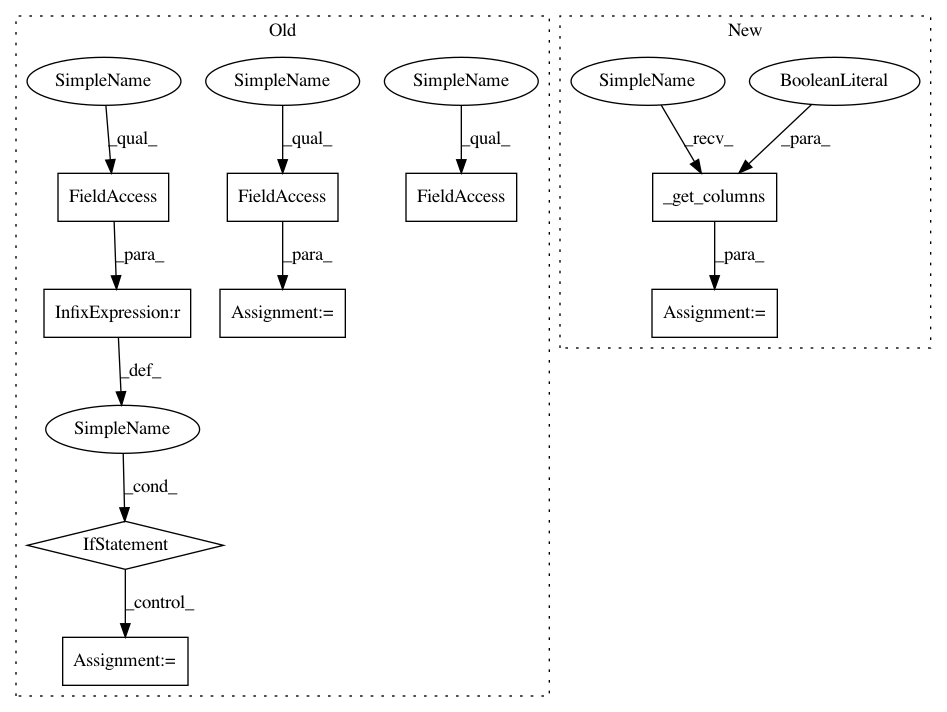 Old
New
SimpleName
SimpleName
SimpleName
SimpleName
BooleanLiteral
_qual_
_qual_
_qual_
_recv_
_para_
FieldAccess
FieldAccess
FieldAccess
_get_columns
_para_
_para_
_para_
InfixExpression:r
Assignment:=
Assignment:=
_def_
SimpleName
_cond_
IfStatement
_control_
Assignment:=